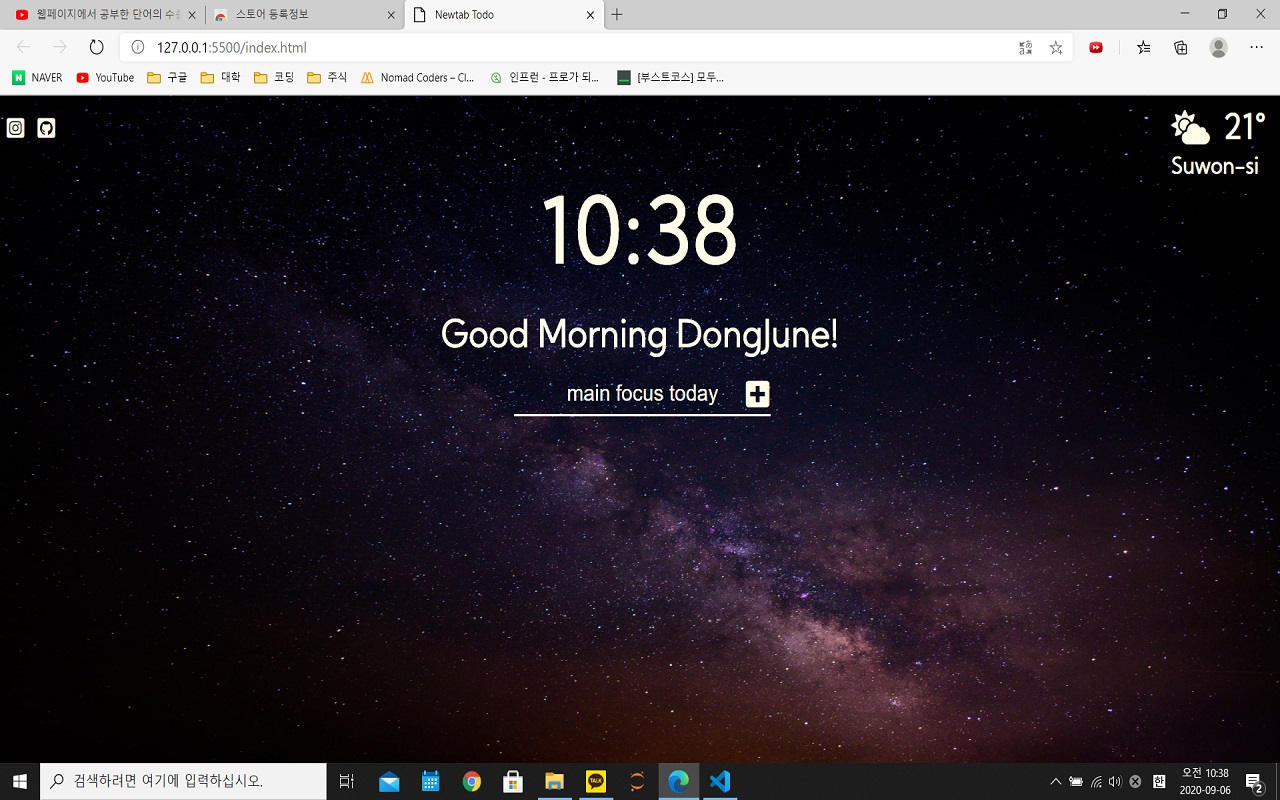 웹페이지에서 공부한 단어의 수를
스토어 등록정보
Newtab Todo
127.0.0.1:5500/index.html
NAVER
YouTube
구글
대학
코딩
주식
Nomad Coders – Cl...
인프런 - 프로가 되...
[부스트코스] 모두...
21°
Suwon-si
10:38
Good Morning DongJune!
main focus today
검색하려면 여기에 입력하십시오.
TALK
한
오전 10:38
2020-09-06
2